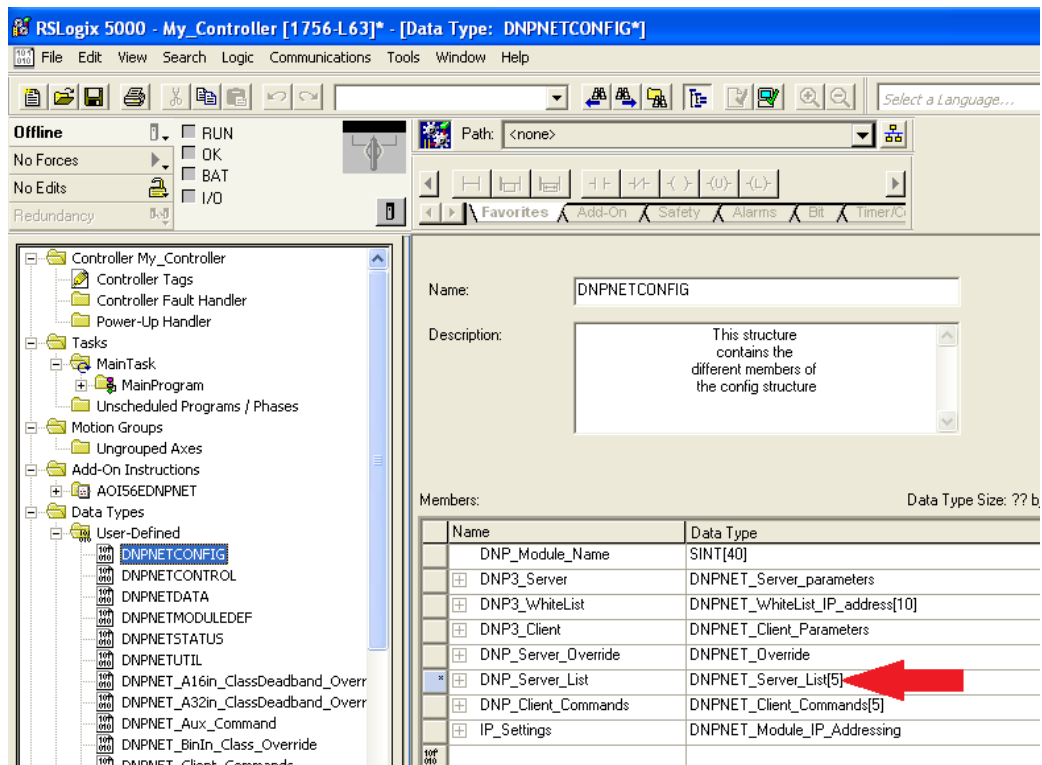 RSLogix 5000 - My_Controller [1756-L63]* - [Data Type: DNPNETCONFIG*]
File Edit View Search Logic Communications Tools Window Help
Select a Language...
Offline
RUN
No Forces
OK
No Edits
BAT
Redundancy
I/O
Path: <none>
Favorites Add-On Safety Alarms Bit Timer/C
Controller My_Controller
Controller Tags
Controller Fault Handler
Power-Up Handler
Tasks
MainTask
MainProgram
Unscheduled Programs / Phases
Motion Groups
Ungrouped Axes
Add-On Instructions
AOI56EDNPNET
Data Types
User-Defined
DNPNETCONFIG
DNPNETCONTROL
DNPNETDATA
DNPNETMODULEDEF
DNPNETSTATUS
DNPNETUTIL
DNPNET_A16in_ClassDeadband_Overr
DNPNET_A32in_ClassDeadband_Overr
DNPNET_Aux_Command
DNPNET_BinIn_Class_Override
DNPNET_Client_Commands
Name: DNPNETCONFIG
Description: This structure
contains the
different members of
the config structure
Members: Data Type Size: ?? b
Name Data Type
DNP_Module_Name SINT[40]
DNP3_Server DNPNET_Server_parameters
DNP3_WhiteList DNPNET_WhiteList_IP_address[10]
DNP3_Client DNPNET_Client_Parameters
DNP_Server_Override DNPNET_Override
* DNP_Server_List DNPNET_Server_List[5]
DNP_Client_Commands DNPNET_Client_Commands[5]
IP_Settings DNPNET_Module_IP_Addressing